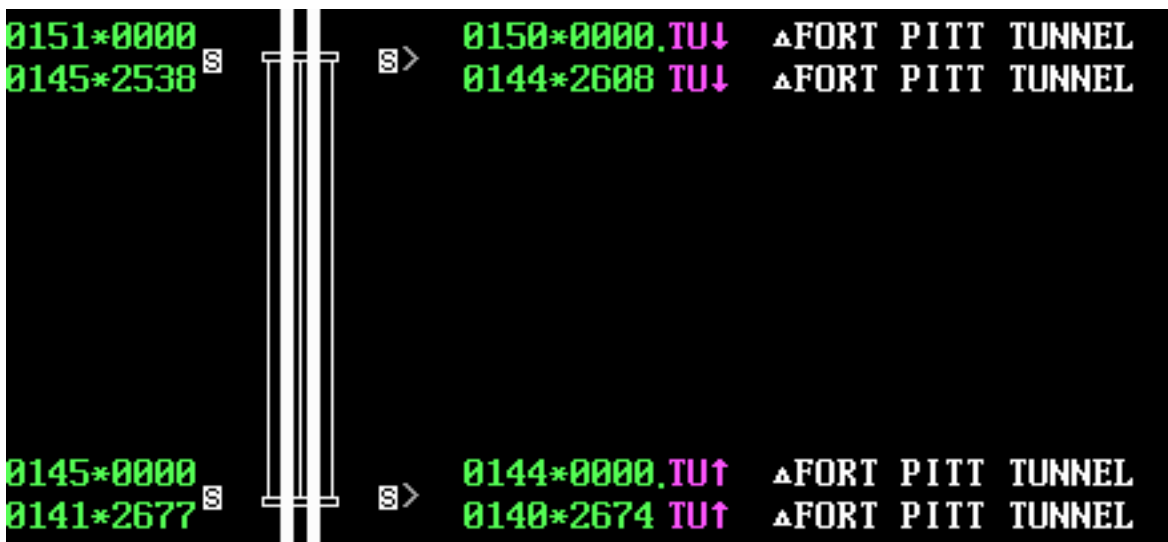 0151*0000 S S> 0150*0000.TU↓ ▵FORT PITT TUNNEL
0145*2538 0144*2608 TU↓ ▵FORT PITT TUNNEL
0145*0000 S S> 0144*0000.TU↑ ▵FORT PITT TUNNEL
0141*2677 0140*2674 TU↑ ▵FORT PITT TUNNEL